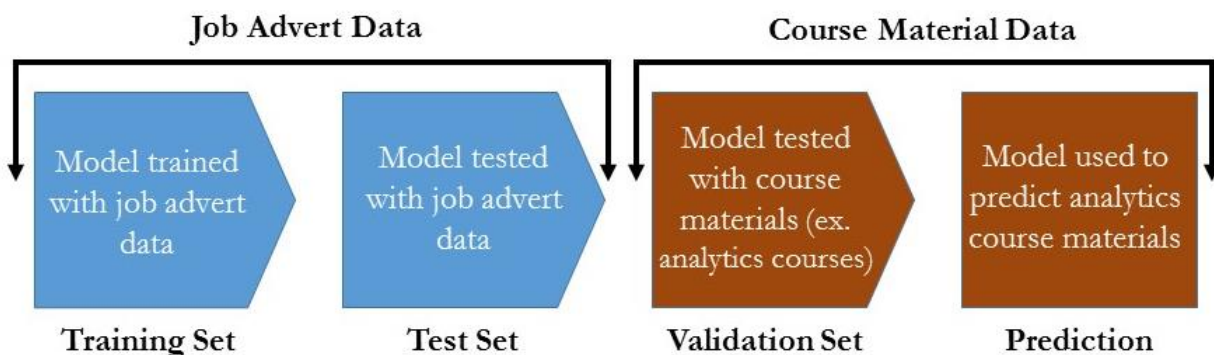 Job Advert Data
Course Material Data
Model trained
with job advert
data
Model tested
with job advert
data
Model tested
with course
materials (ex.
analytics courses)
Model used to
predict analytics
course materials
Training Set
Test Set
Validation Set
Prediction